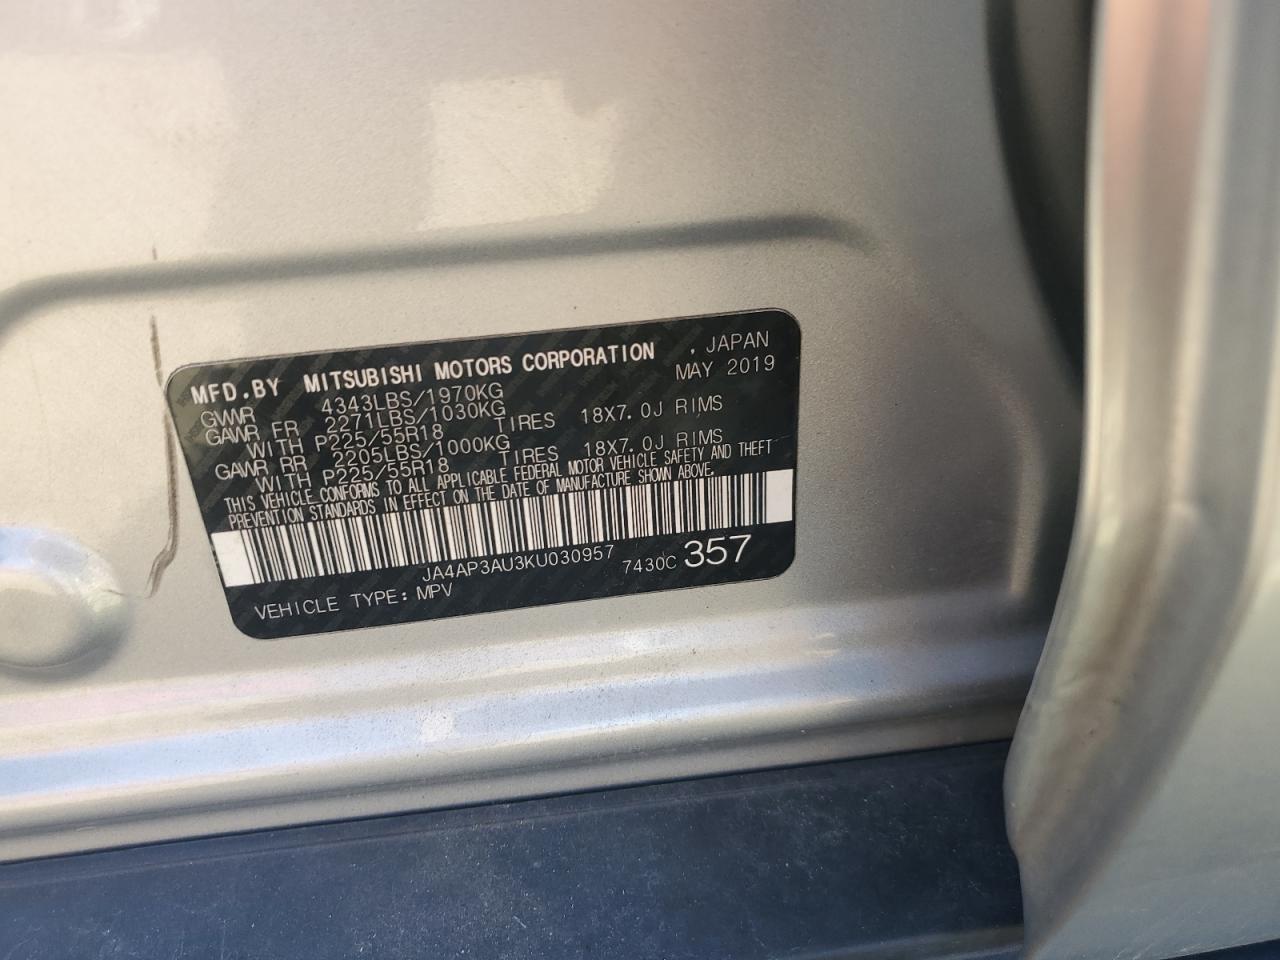 MFD.BY MITSUBISHI MOTORS CORPORATION , JAPAN
MAY 2019
GVWR 4343LBS/1970KG
GAWR FR 2271LBS/1030KG
WITH P225/55R18 TIRES 18X7.0J RIMS
GAWR RR 2205LBS/1000KG
WITH P225/55R18 TIRES 18X7.0J RIMS
THIS VEHICLE CONFORMS TO ALL APPLICABLE FEDERAL MOTOR VEHICLE SAFETY AND THEFT
PREVENTION STANDARDS IN EFFECT ON THE DATE OF MANUFACTURE SHOWN ABOVE.
JA4AP3AU3KU030957 7430C 357
VEHICLE TYPE: MPV